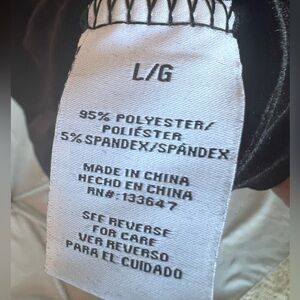 L/G
95% POLYESTER/
POLIÉSTER
5% SPANDEX/SPÁNDEX
MADE IN CHINA
HECHO EN CHINA
RN#: 133647
SEE REVERSE
FOR CARE
VER REVERSO
PARA EL CUIDADO